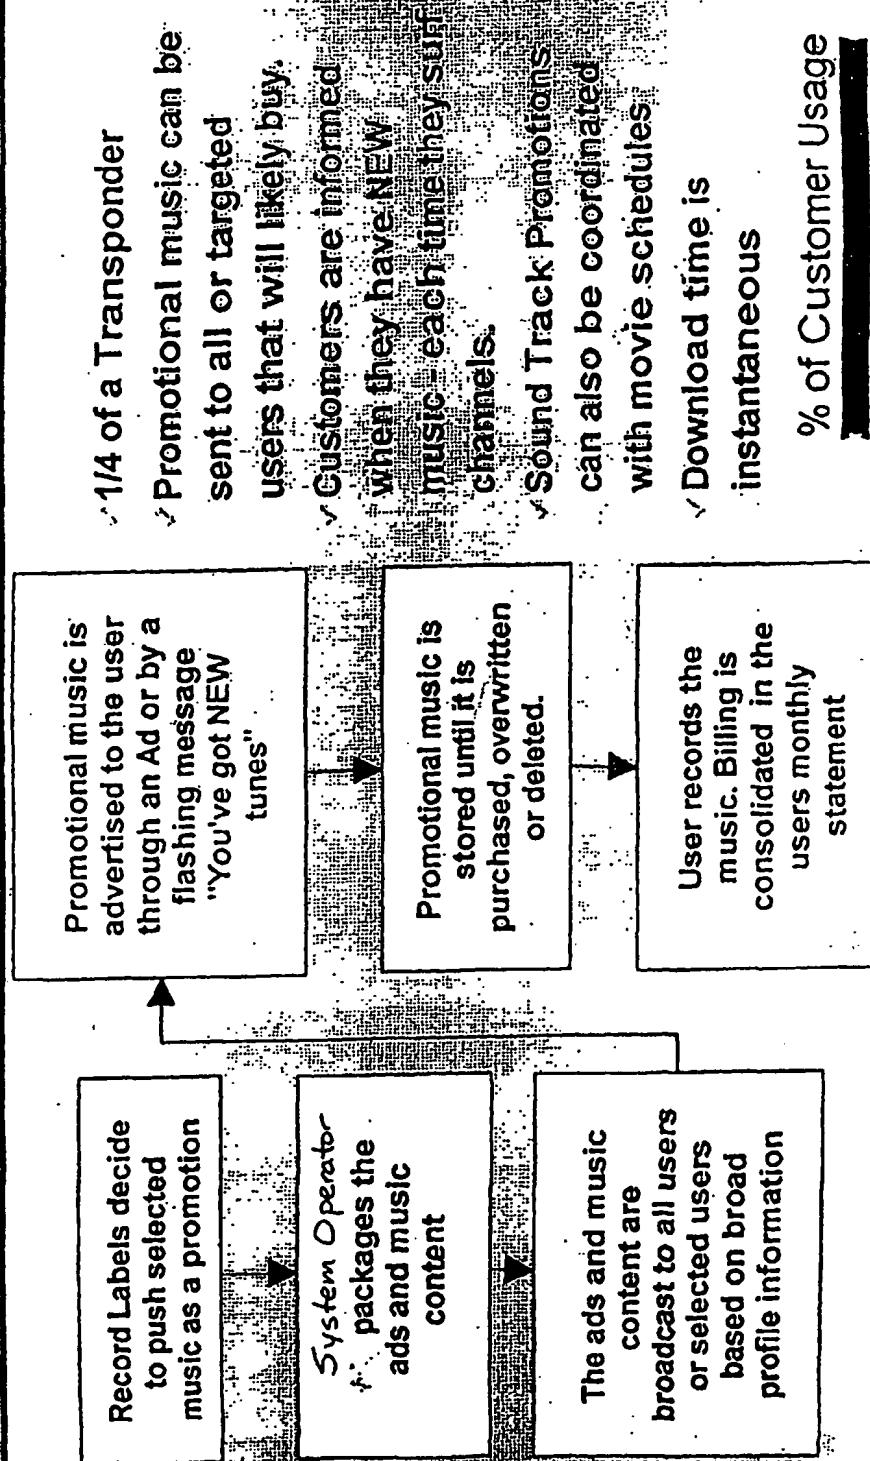 Record Labels decide
to push selected
music as a promotion
System Operator
packages the
ads and music
content
The ads and music
content are
broadcast to all users
or selected users
based on broad
profile information
Promotional music is
advertised to the user
through an Ad or by a
flashing message
"You've got NEW
tunes"
Promotional music is
stored until it is
purchased, overwritten
or deleted.
User records the
music. Billing is
consolidated in the
users monthly
statement
✓ 1/4 of a Transponder
✓ Promotional music can be
sent to all or targeted
users that will likely buy.
✓ Customers are informed
when they have NEW
music - each time they surf
channels.
✓ Sound Track Promotions
can also be coordinated
with movie schedules
✓ Download time is
instantaneous
% of Customer Usage